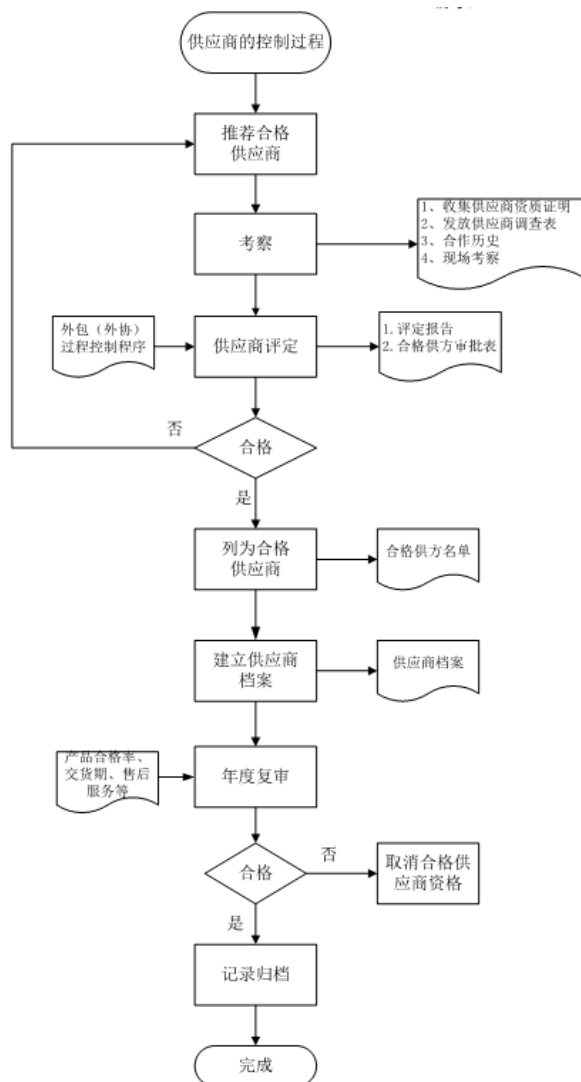 供应商的控制过程
推荐合格
供应商
考察
1、收集供应商资质证明
2、发放供应商调查表
3、合作历史
4、现场考察
外包（外协）
过程控制程序
供应商评定
1.评定报告
2.合格供方审批表
否
合格
是
列为合格
供应商
合格供方名单
建立供应商
档案
供应商档案
产品合格率、
交货期、售后
服务等
年度复审
合格
否
取消合格供
应商资格
是
记录归档
完成